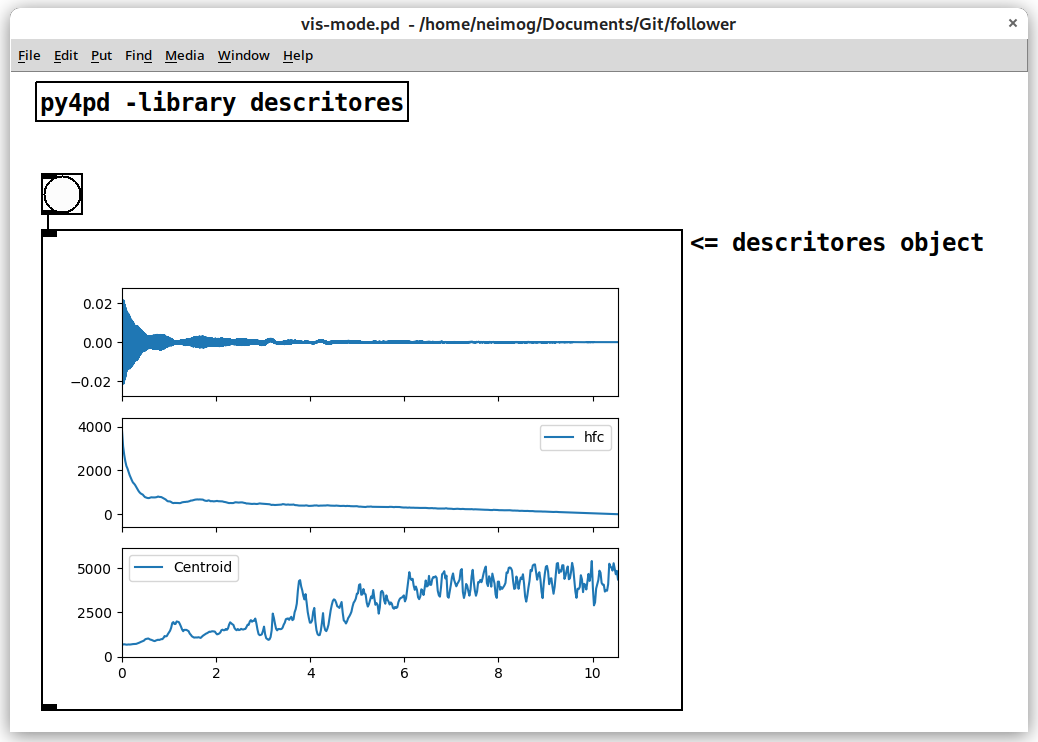 vis-mode.pd - /home/neimog/Documents/Git/follower
×
File Edit Put Find Media Window Help
py4pd -library descritores
<= descritores object
0.02
0.00
−0.02
4000
hfc
2000
0
Centroid
5000
2500
0
0 2 4 6 8 10